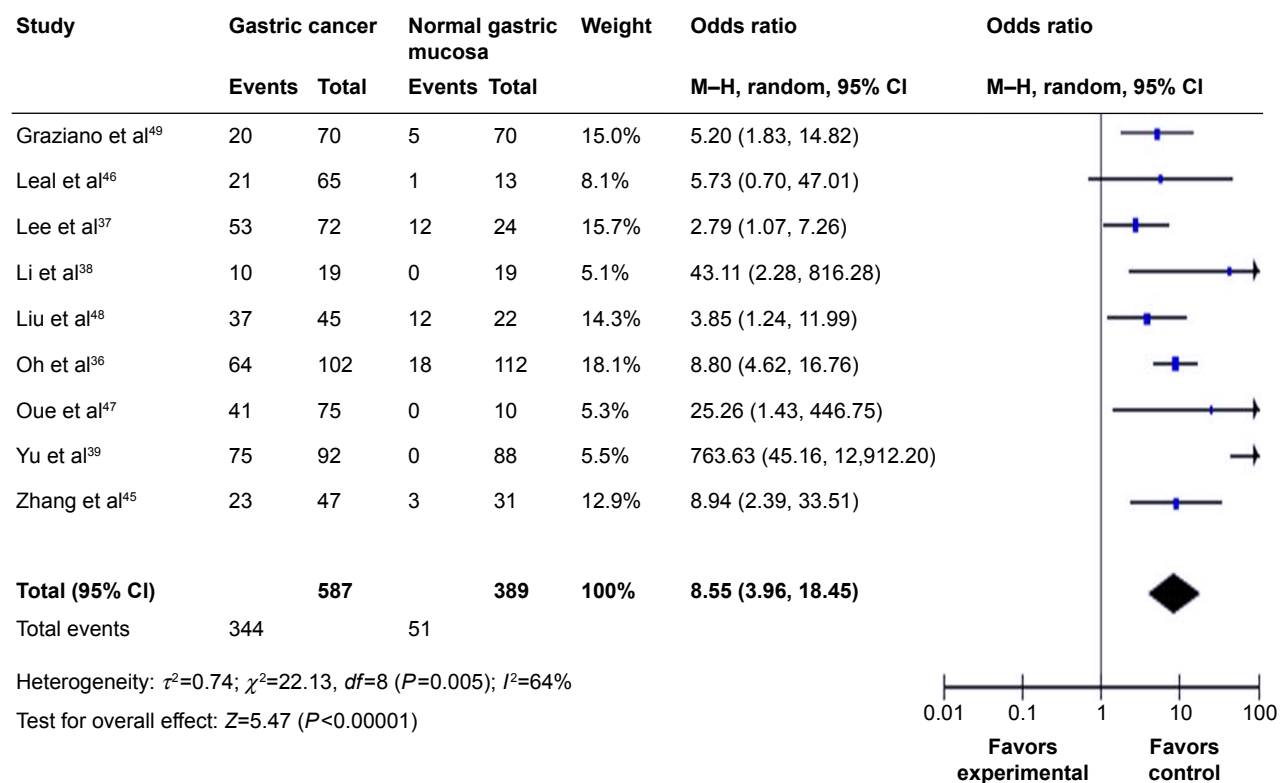 Study Gastric cancer Normal gastric mucosa Weight Odds ratio Odds ratio
Events Total Events Total M–H, random, 95% CI M–H, random, 95% CI
Graziano et al⁴⁹ 20 70 5 70 15.0% 5.20 (1.83, 14.82)
Leal et al⁴⁶ 21 65 1 13 8.1% 5.73 (0.70, 47.01)
Lee et al³⁷ 53 72 12 24 15.7% 2.79 (1.07, 7.26)
Li et al³⁸ 10 19 0 19 5.1% 43.11 (2.28, 816.28)
Liu et al⁴⁸ 37 45 12 22 14.3% 3.85 (1.24, 11.99)
Oh et al³⁶ 64 102 18 112 18.1% 8.80 (4.62, 16.76)
Oue et al⁴⁷ 41 75 0 10 5.3% 25.26 (1.43, 446.75)
Yu et al³⁹ 75 92 0 88 5.5% 763.63 (45.16, 12,912.20)
Zhang et al⁴⁵ 23 47 3 31 12.9% 8.94 (2.39, 33.51)
Total (95% CI) 587 389 100% 8.55 (3.96, 18.45)
Total events 344 51
Heterogeneity: τ²=0.74; χ²=22.13, df=8 (P=0.005); I²=64%
Test for overall effect: Z=5.47 (P<0.00001)
0.01 0.1 1 10 100
Favors experimental Favors control